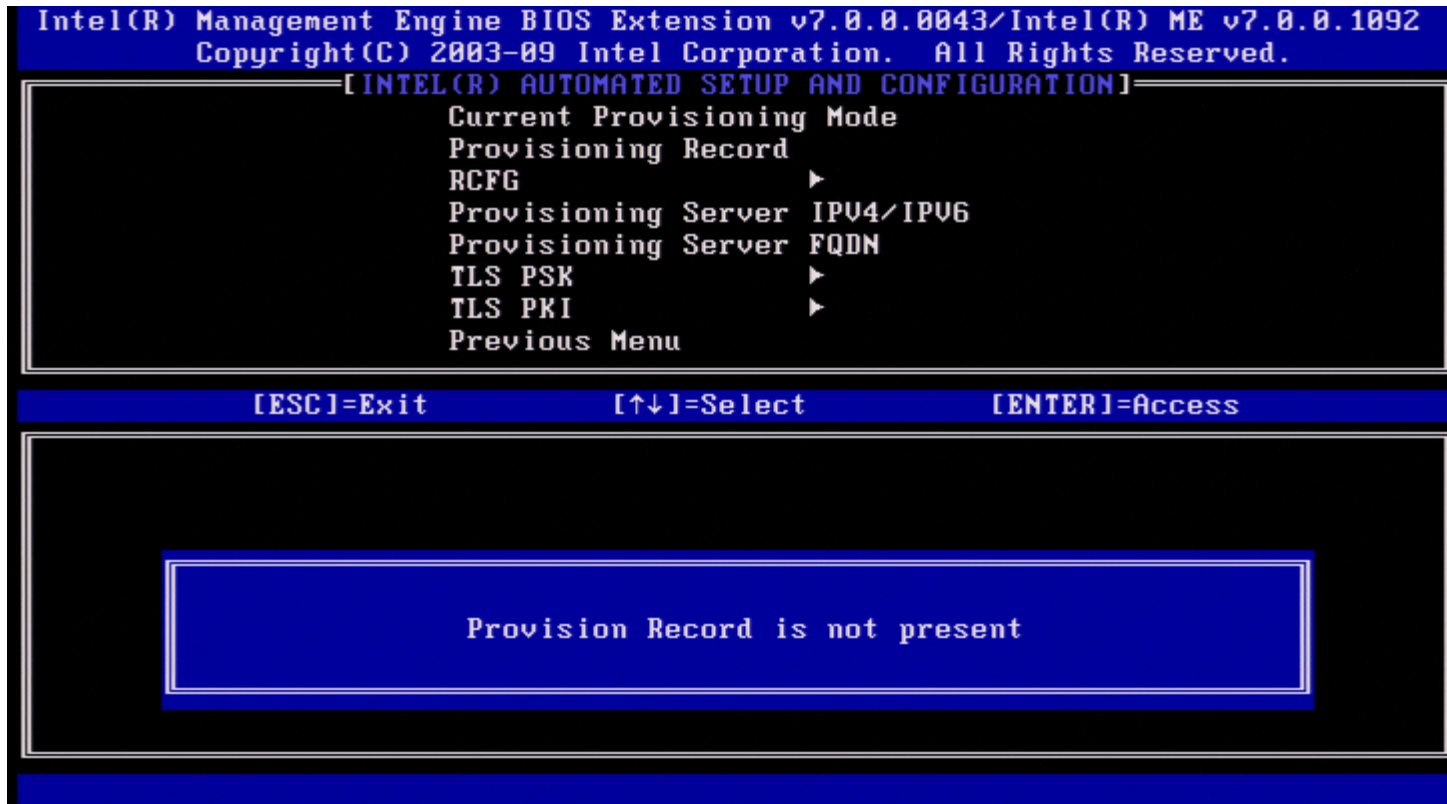 Intel(R) Management Engine BIOS Extension v7.0.0.0043/Intel(R) ME v7.0.0.1092
Copyright(C) 2003-09 Intel Corporation. All Rights Reserved.
[INTEL(R) AUTOMATED SETUP AND CONFIGURATION]
Current Provisioning Mode
Provisioning Record
RCFG ►
Provisioning Server IPV4/IPV6
Provisioning Server FQDN
TLS PSK ►
TLS PKI ►
Previous Menu
[ESC]=Exit [↑↓]=Select [ENTER]=Access
Provision Record is not present